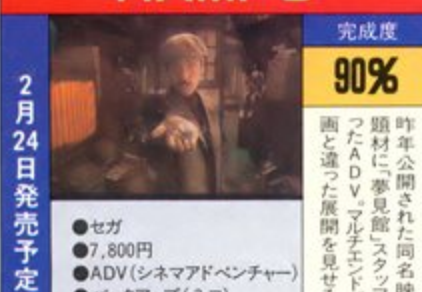 2月24日発売予定
完成度
90%
昨年公開された同名映
題材に「夢見館」スタッフ
ったADV。マルチエンド
画と違った展開を見せる
●セガ
●7,800円
●ADV(シネマアドベンチャー)